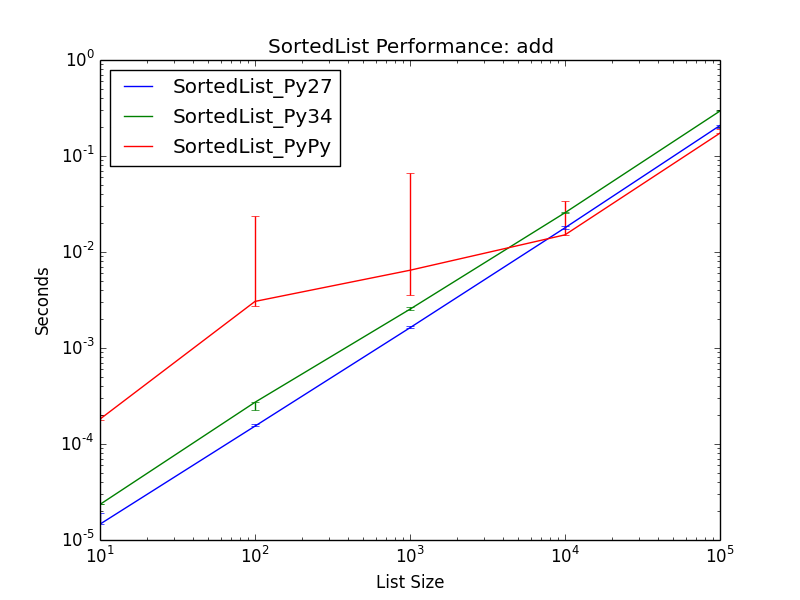 SortedList Performance: add
SortedList_Py27
SortedList_Py34
SortedList_PyPy
10^0
10^-1
10^-2
10^-3
10^-4
10^-5
Seconds
10^1 10^2 10^3 10^4 10^5
List Size